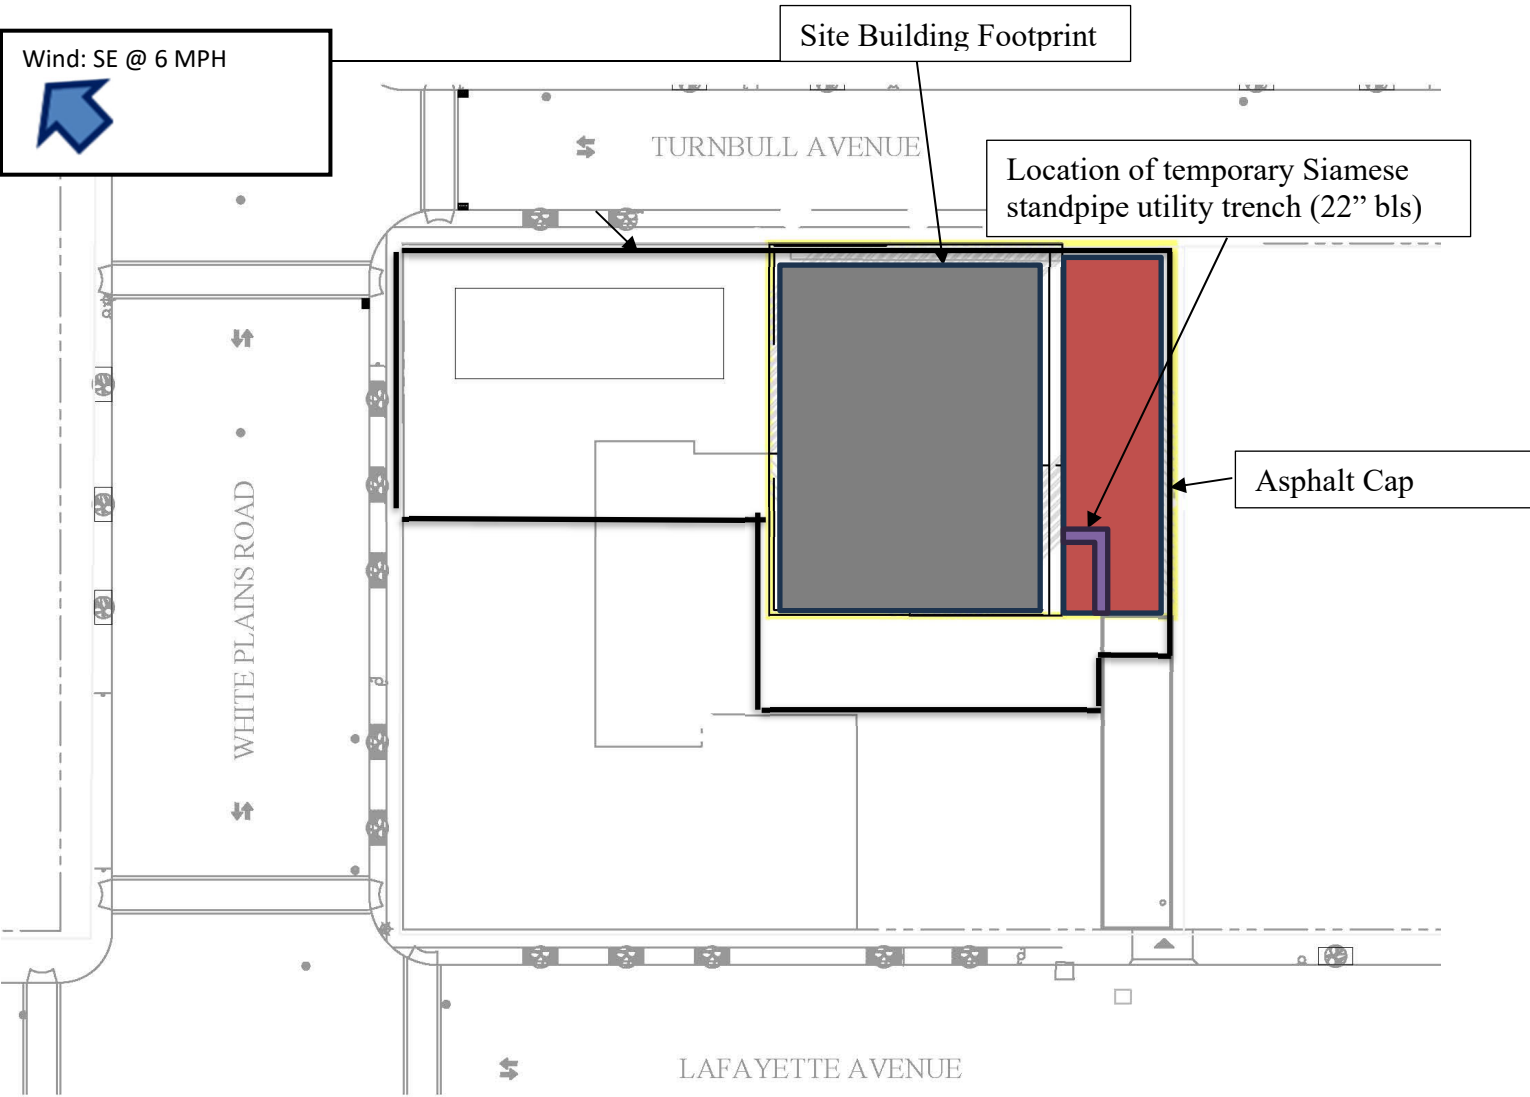 Site Building Footprint
Wind: SE @ 6 MPH
TURNBULL AVENUE
Location of temporary Siamese
standpipe utility trench (22” bls)
Asphalt Cap
WHITE PLAINS ROAD
LAFAYETTE AVENUE